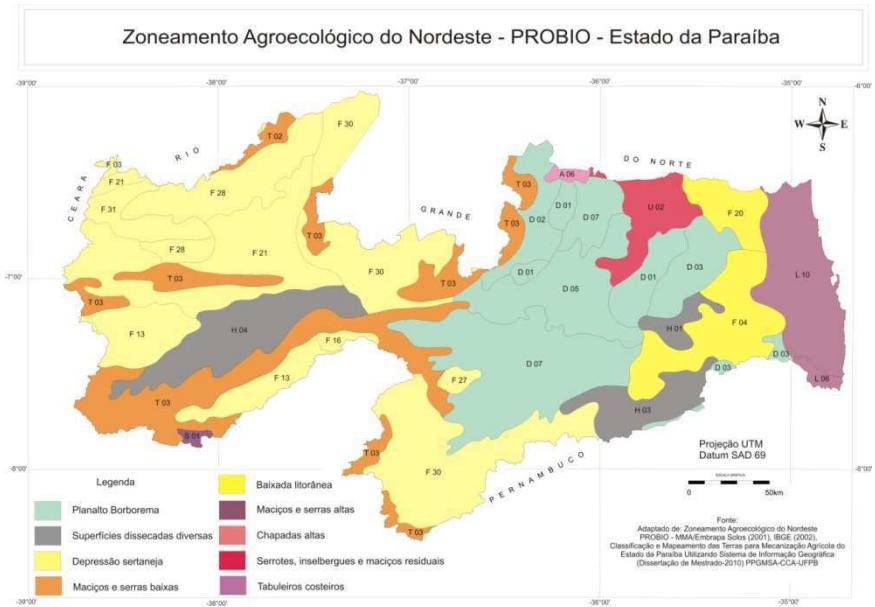 Zoneamento Agroecológico do Nordeste - PROBIO - Estado da Paraíba
-39°00'
-38°00'
-37°00'
-36°00'
-35°00'
-6°00'
N
W E
S
F 30
T 02
RIO
DO NORTE
F 03
F 21
F 28
CEARA
F 31
A 06
T 03
D 01
D 02
D 07
U 02
F 20
GRANDE
T 03
T 03
F 28
F 21
L 10
-7°00'
T 03
F 30
T 03
D 01
D 01
D 03
T 03
D 05
F 13
H 04
H 01
F 04
F 16
D 03
D 03
F 13
F 27
D 07
L 06
T 03
H 03
S 01
T 03
F 30
PERNAMBUCO
T 03
Projeção UTM
Datum SAD 69
-8°00'
-8°00'
0 50km
Legenda
Planalto Borborema
Superfícies dissecadas diversas
Depressão sertaneja
Maciços e serras baixas
Baixada litorânea
Maciços e serras altas
Chapadas altas
Serrotes, inselbergues e maciços residuais
Tabuleiros costeiros
Fonte:
Adaptado de: Zoneamento Agroecológico do Nordeste
PROBIO - MMA/Embrapa Solos (2001), IBGE (2002),
Classificação e Mapeamento das Terras para Mecanização Agrícola do
Estado da Paraíba Utilizando Sistema de Informação Geográfica
(Dissertação de Mestrado-2010) PPGMSA-CCA-UFPB
-39°00'
-38°00'
-37°00'
-36°00'
-35°00'